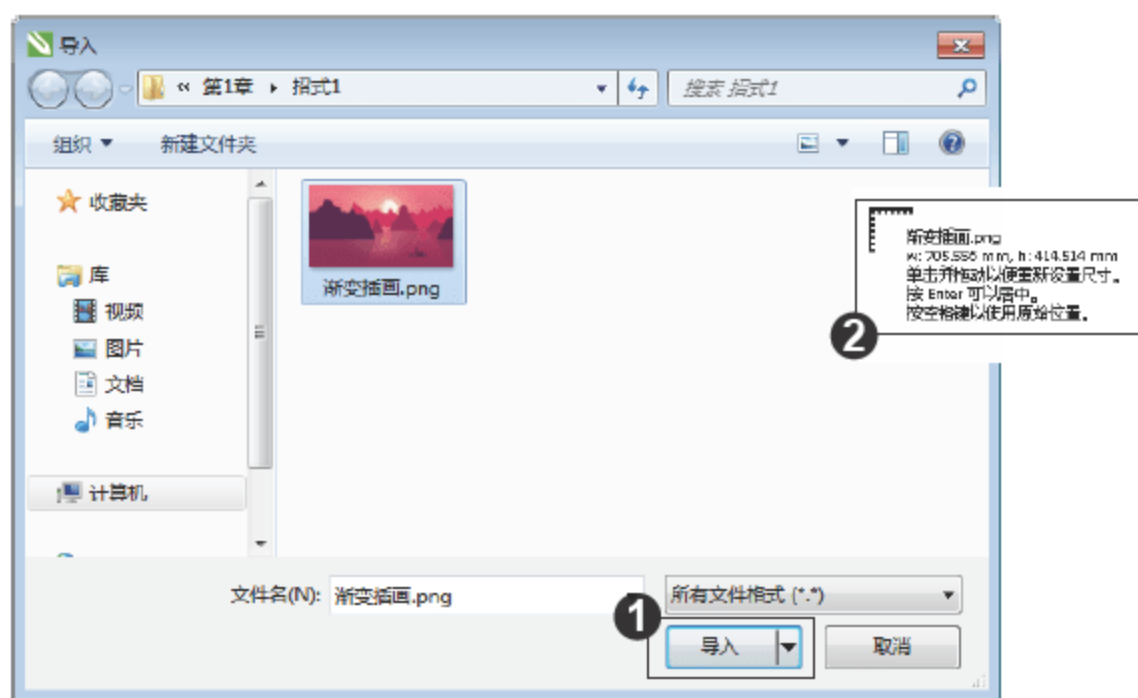 导入
« 第1章 ▸ 招式1
搜索 招式1
组织 新建文件夹
收藏夹
库
视频
图片
文档
音乐
计算机
渐变插画.png
渐变插画.png
w: 705.556 mm, h: 414.514 mm
单击并拖动以便重新设置尺寸。
按 Enter 可以居中。
按空格键以使用原始位置。
2
文件名(N): 渐变插画.png 所有文件格式 (*.*)
1
导入 取消